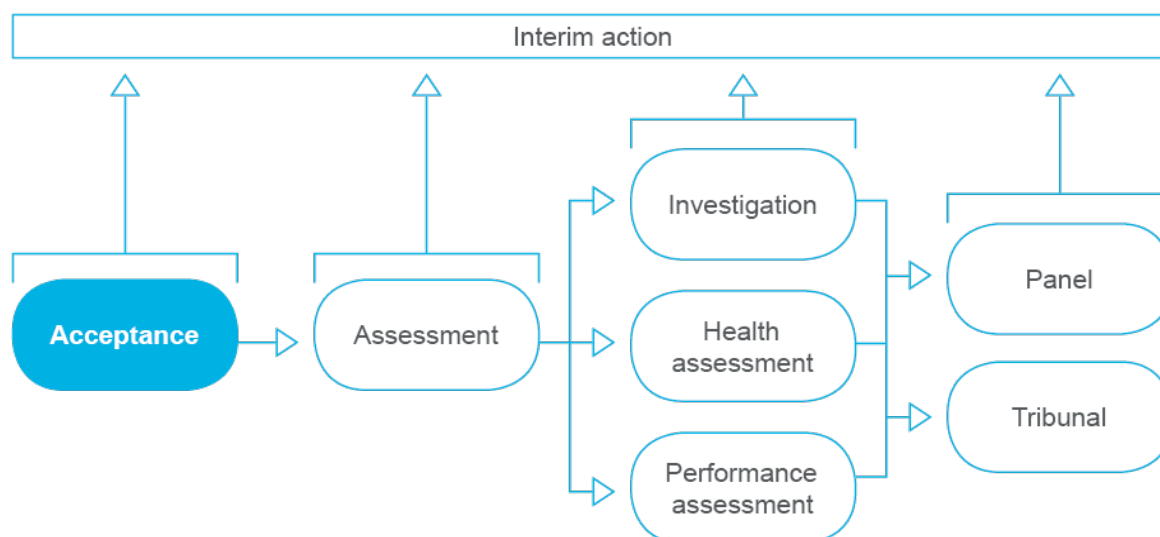 Interim action
Acceptance
Assessment
Investigation
Health
assessment
Performance
assessment
Panel
Tribunal